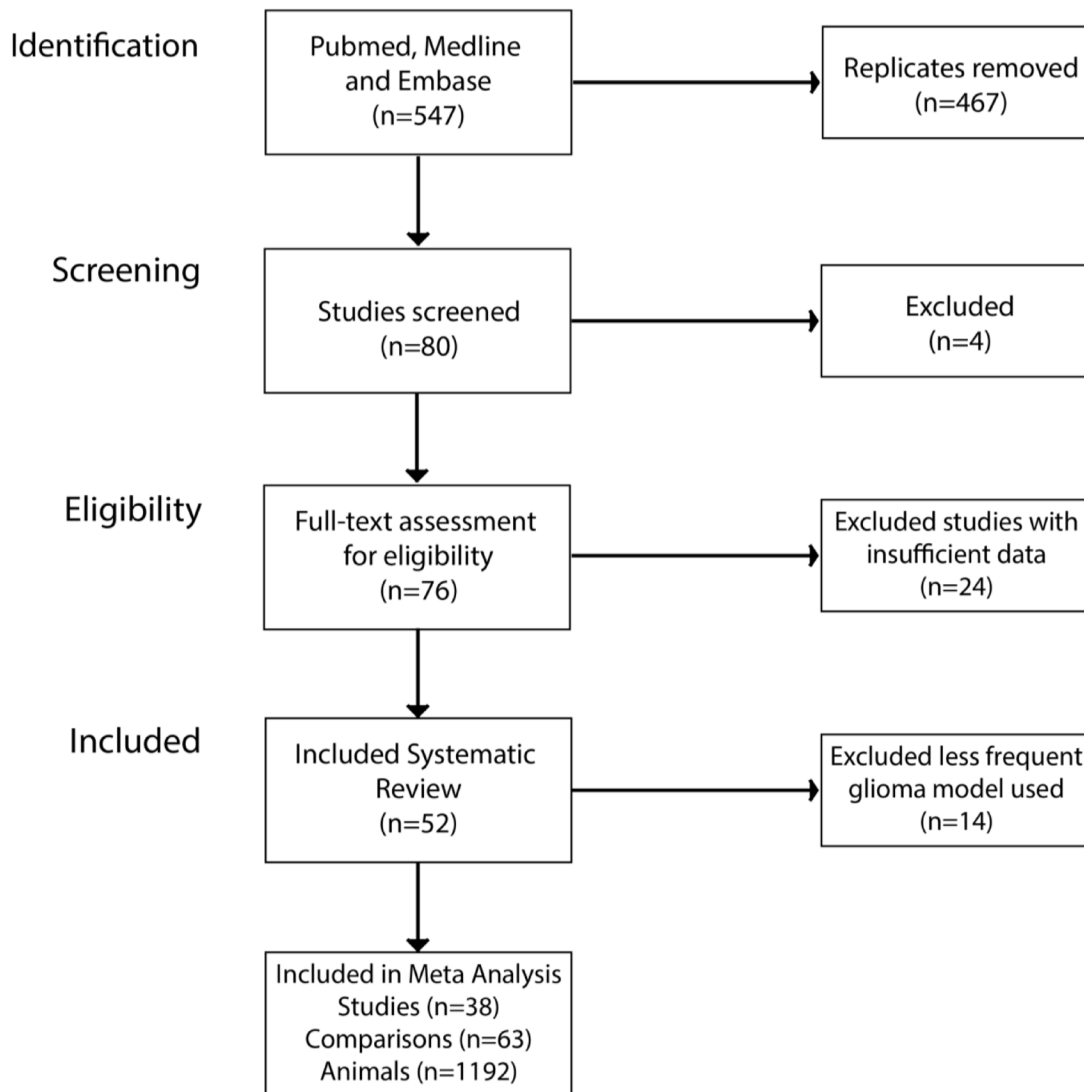 Identification
Pubmed, Medline
and Embase
(n=547)
Replicates removed
(n=467)
Screening
Studies screened
(n=80)
Excluded
(n=4)
Eligibility
Full-text assessment
for eligibility
(n=76)
Excluded studies with
insufficient data
(n=24)
Included
Included Systematic
Review
(n=52)
Excluded less frequent
glioma model used
(n=14)
Included in Meta Analysis
Studies (n=38)
Comparisons (n=63)
Animals (n=1192)